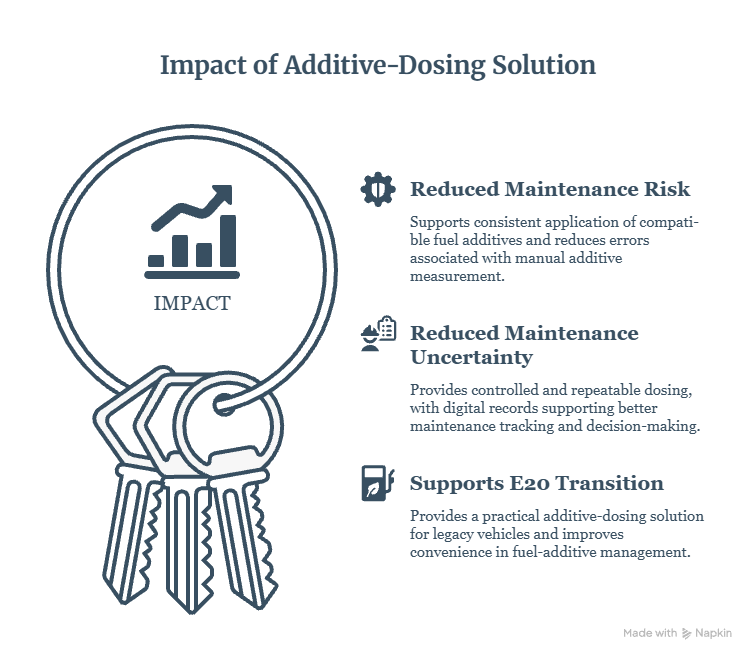 Impact of Additive-Dosing Solution
IMPACT
Reduced Maintenance Risk
Supports consistent application of compati-
ble fuel additives and reduces errors
associated with manual additive
measurement.
Reduced Maintenance
Uncertainty
Provides controlled and repeatable dosing,
with digital records supporting better
maintenance tracking and decision-making.
Supports E20 Transition
Provides a practical additive-dosing solution
for legacy vehicles and improves
convenience in fuel-additive management.
Made with Napkin